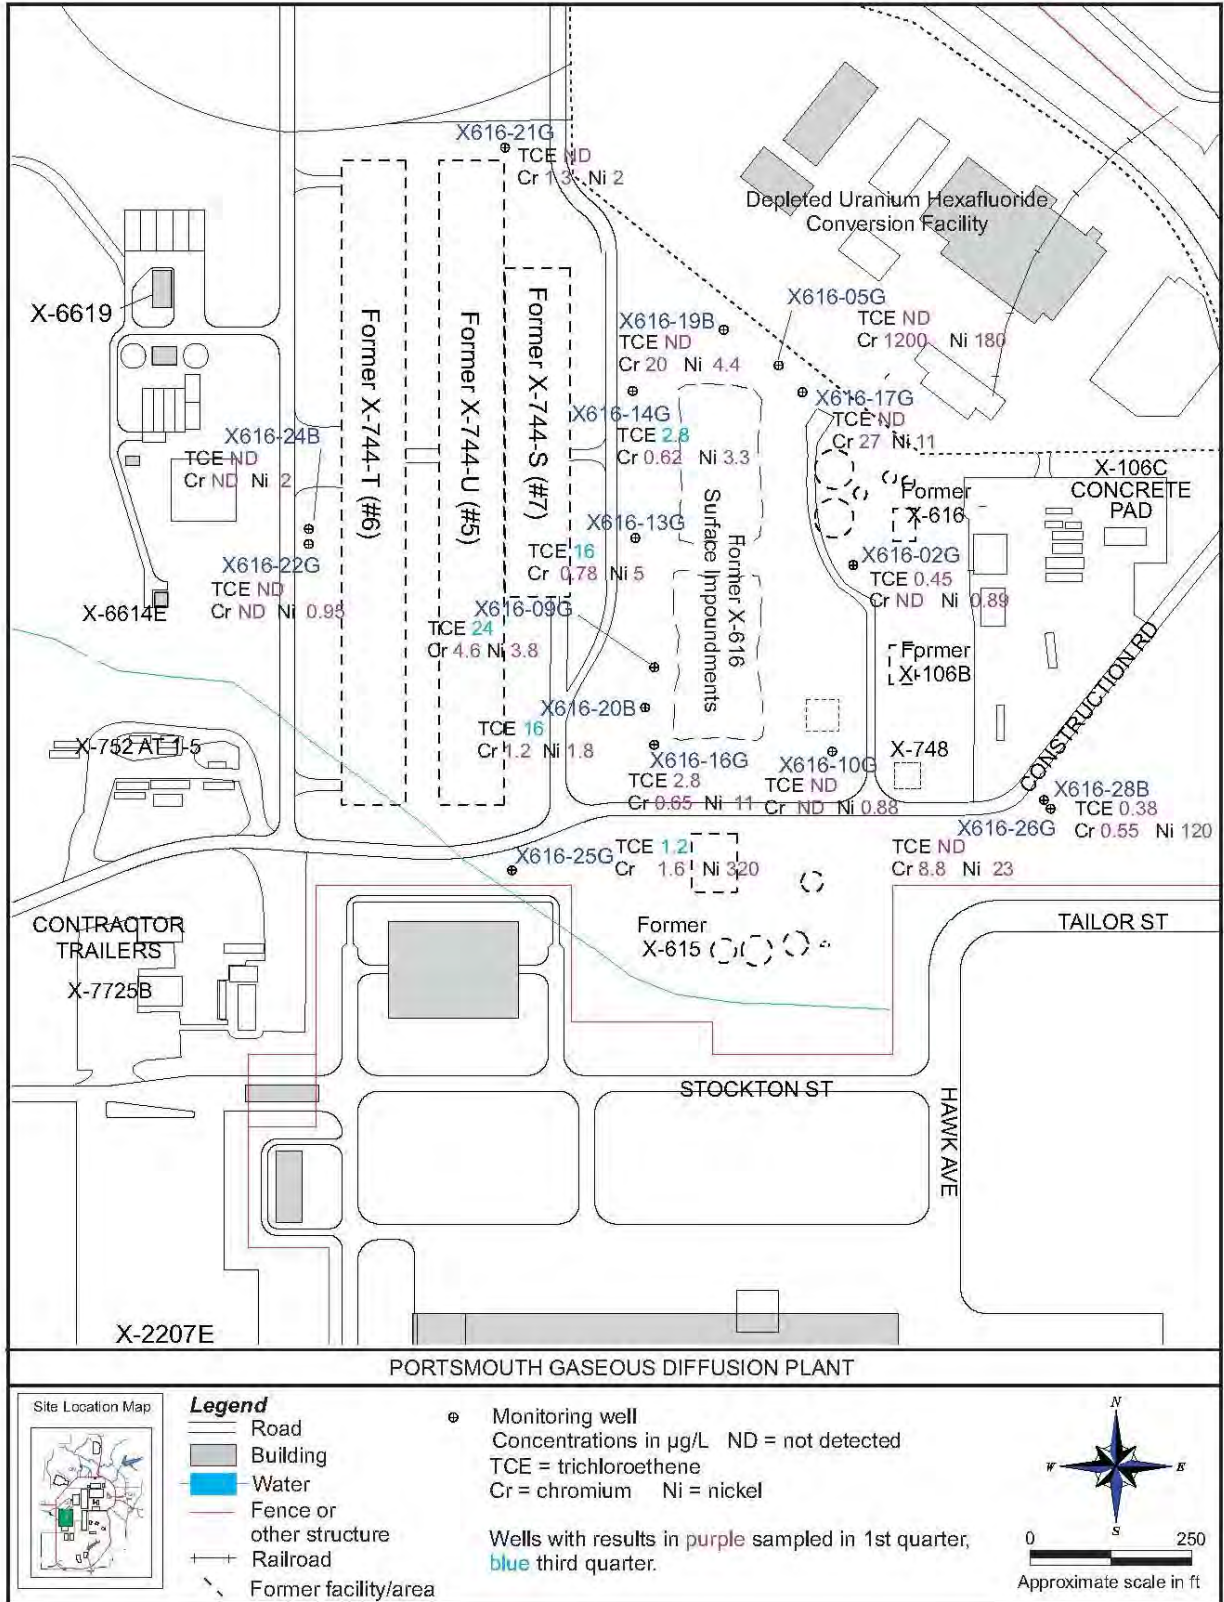 X616-21G
TCE ND
Cr 1.3 Ni 2
Depleted Uranium Hexafluoride
Conversion Facility
X-6619
Former X-744-T (#6)
Former X-744-U (#5)
Former X-744-S (#7)
X616-19B
TCE ND
Cr 20 Ni 4.4
X616-05G
TCE ND
Cr 1200 Ni 180
X616-14G
TCE 2.8
Cr 0.62 Ni 3.3
X616-17G
TCE ND
Cr 27 Ni 11
X616-24B
TCE ND
Cr ND Ni 2
X-106C
CONCRETE
PAD
Former
X-616
Former X-616
Surface Impoundments
X616-13G
TCE 16
Cr 0.78 Ni 5
X616-02G
TCE 0.45
Cr ND Ni 0.89
X616-22G
TCE ND
Cr ND Ni 0.95
X-6614E
X616-09G
TCE 24
Cr 4.6 Ni 3.8
Former
X-106B
CONSTRUCTION RD
X616-20B
TCE 16
Cr 1.2 Ni 1.8
X-752 AT 1-5
X616-16G
TCE 2.8
Cr 0.65 Ni 11
X616-10G
TCE ND
Cr ND Ni 0.88
X-748
X616-28B
TCE 0.38
Cr 0.55 Ni 120
X616-26G
TCE ND
Cr 8.8 Ni 23
X616-25G
TCE 1.2
Cr 1.6 Ni 320
CONTRACTOR
TRAILERS
X-7725B
Former
X-615
TAILOR ST
STOCKTON ST
HAWK AVE
X-2207E
PORTSMOUTH GASEOUS DIFFUSION PLANT
Site Location Map
Legend
Road
Building
Water
Fence or
other structure
Railroad
Former facility/area
Monitoring well
Concentrations in µg/L ND = not detected
TCE = trichloroethene
Cr = chromium Ni = nickel
Wells with results in purple sampled in 1st quarter,
blue third quarter.
N
W E
S
0 250
Approximate scale in ft